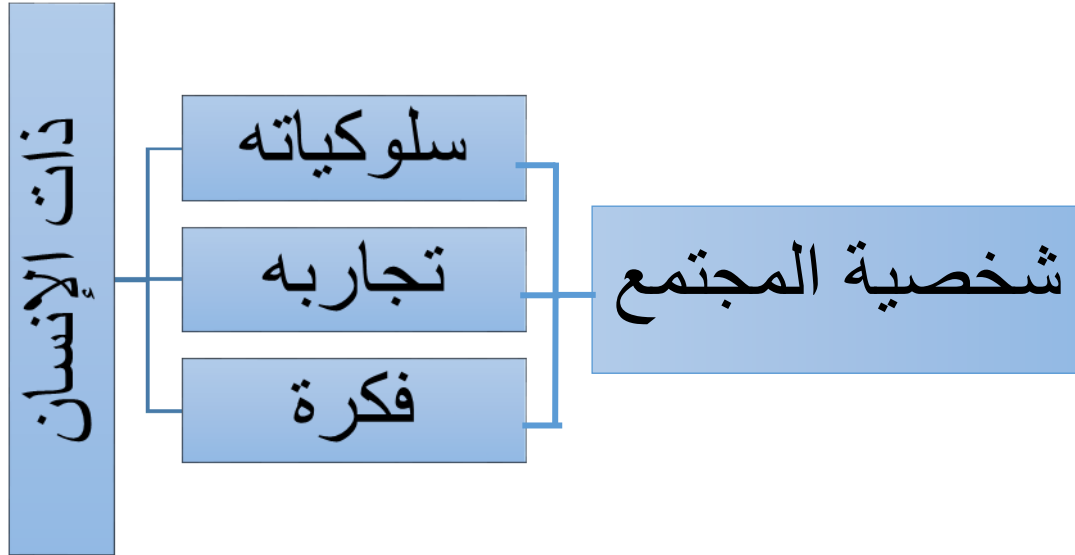 ذات الإنسان
سلوكياته
تجاربه
فكرة
شخصية المجتمع